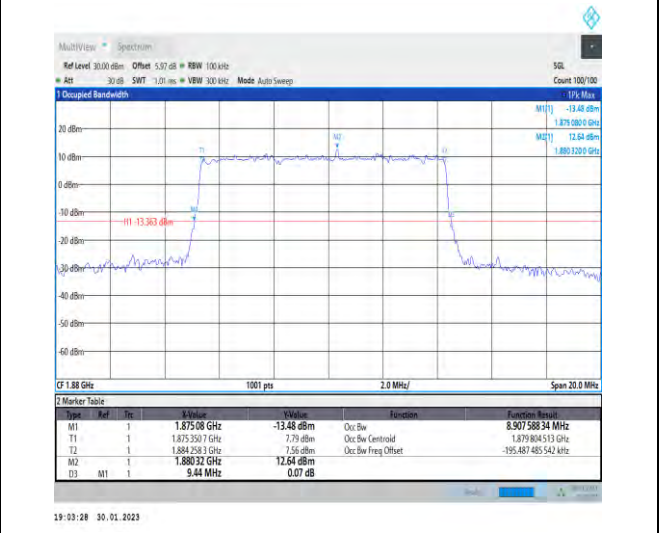 MultiView Spectrum
Ref Level 30.00 dBm Offset 5.97 dB RBW 100 kHz SGL
Att 30 dB SWT 1.01 ms VBW 300 kHz Mode Auto Sweep Count 100/100
1 Occupied Bandwidth 1Pk Max
M1[1] -13.48 dBm
1.875 080 0 GHz
M2[1] 12.64 dBm
1.880 320 0 GHz
20 dBm
M2
T1
10 dBm
0 dBm
-10 dBm
H1 -13.363 dBm
-20 dBm
-30 dBm
-40 dBm
-50 dBm
-60 dBm
CF 1.88 GHz 1001 pts 2.0 MHz/ Span 20.0 MHz
2 Marker Table
Type Ref Trc X-Value Y-Value Function Function Result
M1 1 1.875 08 GHz -13.48 dBm Occ Bw 8.907 588 34 MHz
T1 1 1.875 350 7 GHz 7.79 dBm Occ Bw Centroid 1.879 804 513 GHz
T2 1 1.884 258 3 GHz 7.56 dBm Occ Bw Freq Offset -195.487 485 542 kHz
M2 1 1.880 32 GHz 12.64 dBm
D3 M1 1 9.44 MHz 0.07 dB
19:03:28 30.01.2023